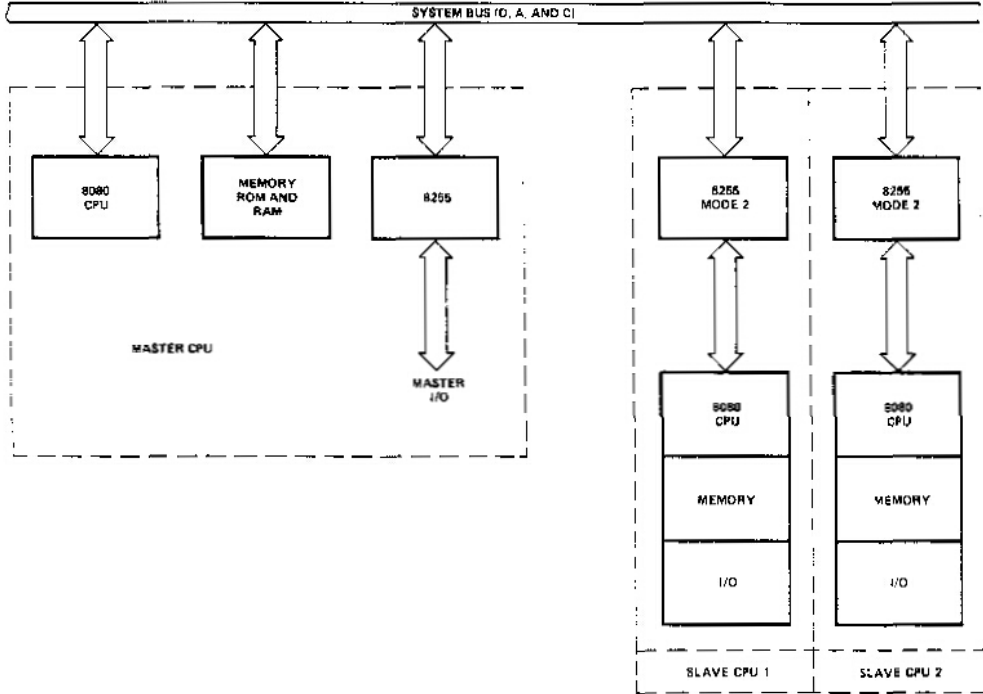 SYSTEM BUS (D, A, AND C)
8080
CPU
MEMORY
ROM AND
RAM
8255
8255
MODE 2
8255
MODE 2
MASTER CPU
MASTER
I/O
8080
CPU
8080
CPU
MEMORY
MEMORY
I/O
I/O
SLAVE CPU 1
SLAVE CPU 2